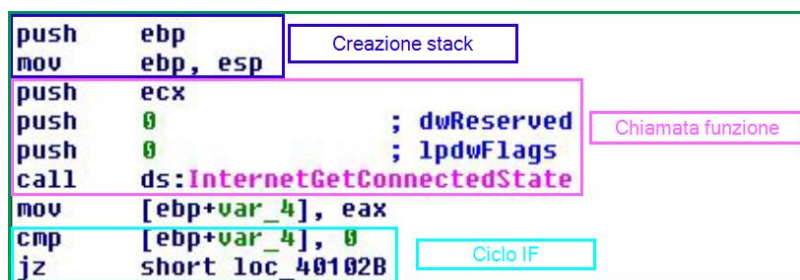 push ebp
mov ebp, esp
Creazione stack
push ecx
push 0 ; dwReserved
push 0 ; lpdwFlags
call ds:InternetGetConnectedState
Chiamata funzione
mov [ebp+var_4], eax
cmp [ebp+var_4], 0
jz short loc_40102B
Ciclo IF